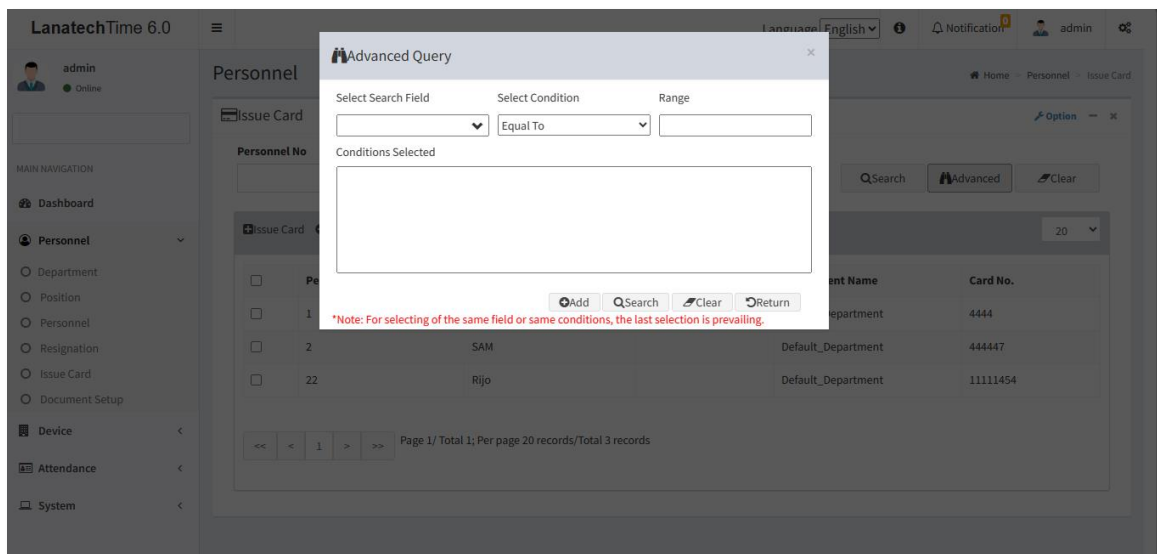 LanatechTime 6.0
Language English
0
Notification
admin
admin
Online
MAIN NAVIGATION
Dashboard
Personnel
Department
Position
Personnel
Resignation
Issue Card
Document Setup
Device
Attendance
System
Personnel
Home > Personnel > Issue Card
Issue Card
Option
Personnel No
Search Advanced Clear
Issue Card
20
Advanced Query ×
Select Search Field Select Condition Range
Equal To
Conditions Selected
Add Search Clear Return
*Note: For selecting of the same field or same conditions, the last selection is prevailing.
Card No.
1 4444
2 SAM Default_Department 444447
22 Rijo Default_Department 11111454
<< < 1 > >> Page 1/ Total 1; Per page 20 records/Total 3 records